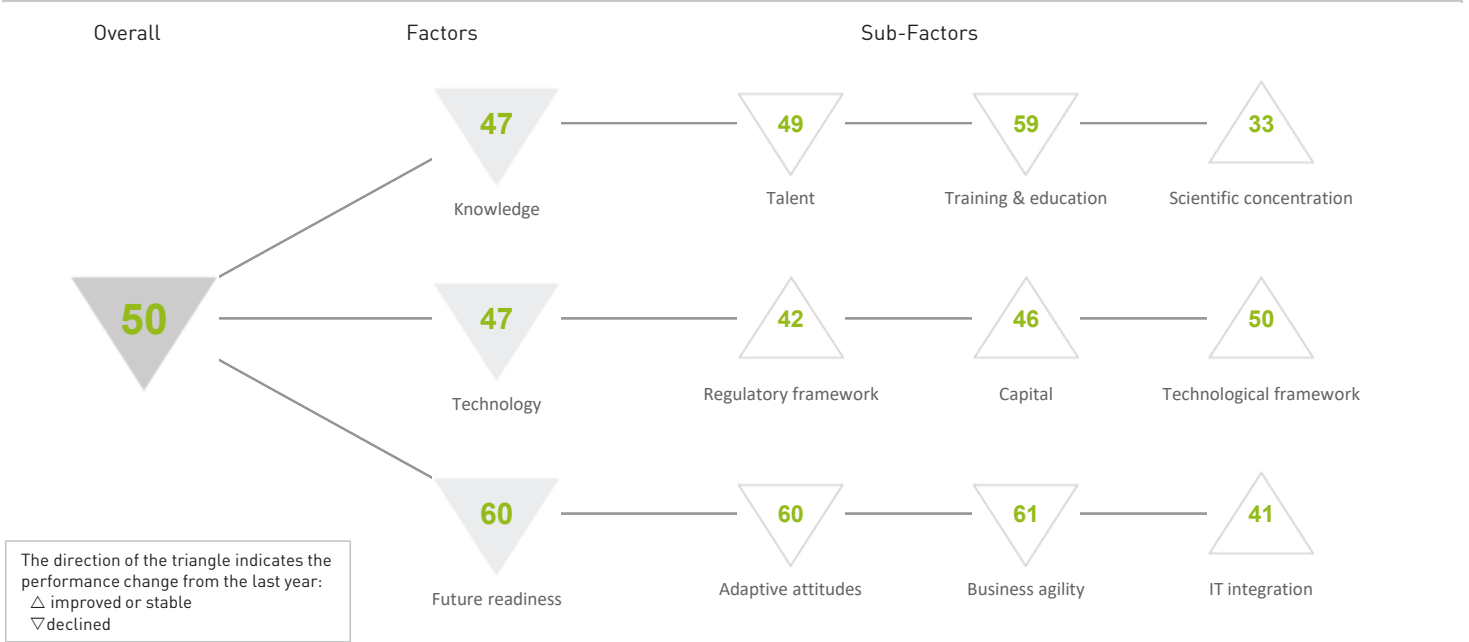 Overall Factors Sub-Factors
47 49 59 33
Knowledge Talent Training & education Scientific concentration
50 47 42 46 50
Technology Regulatory framework Capital Technological framework
60 60 61 41
Future readiness Adaptive attitudes Business agility IT integration
The direction of the triangle indicates the
performance change from the last year:
△ improved or stable
▽ declined